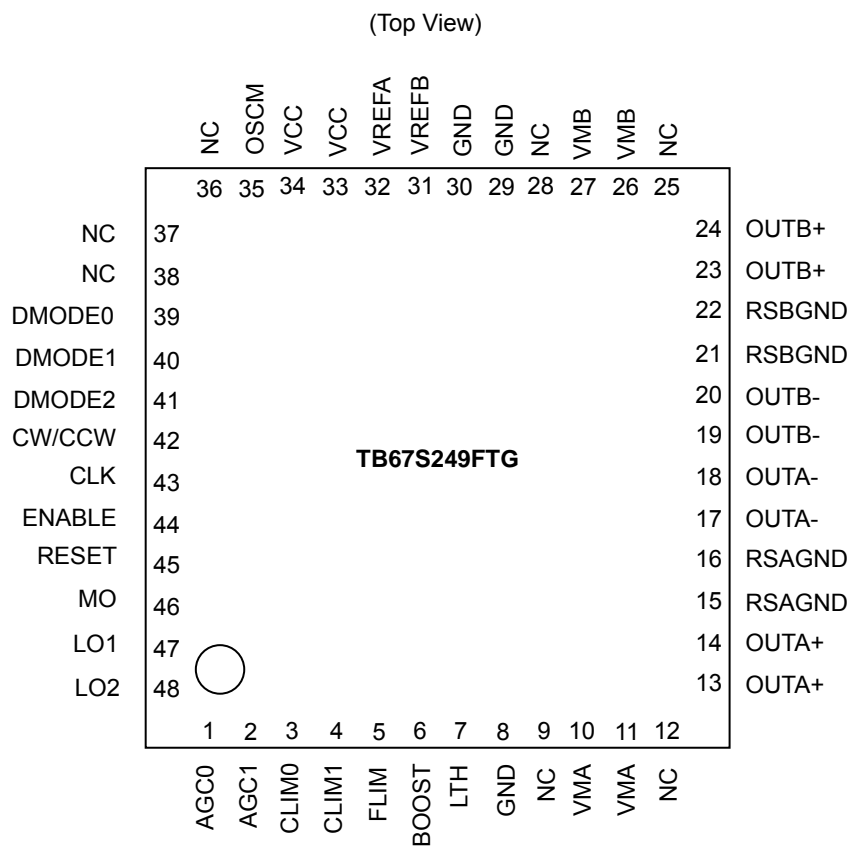 (Top View)
NC OSCM VCC VCC VREFA VREFB GND GND NC VMB VMB NC
36 35 34 33 32 31 30 29 28 27 26 25
NC 37 24 OUTB+
NC 38 23 OUTB+
DMODE0 39 22 RSBGND
DMODE1 40 21 RSBGND
DMODE2 41 20 OUTB-
CW/CCW 42 19 OUTB-
TB67S249FTG
CLK 43 18 OUTA-
ENABLE 44 17 OUTA-
RESET 45 16 RSAGND
MO 46 15 RSAGND
LO1 47 14 OUTA+
LO2 48 13 OUTA+
1 2 3 4 5 6 7 8 9 10 11 12
AGC0 AGC1 CLIM0 CLIM1 FLIM BOOST LTH GND NC VMA VMA NC